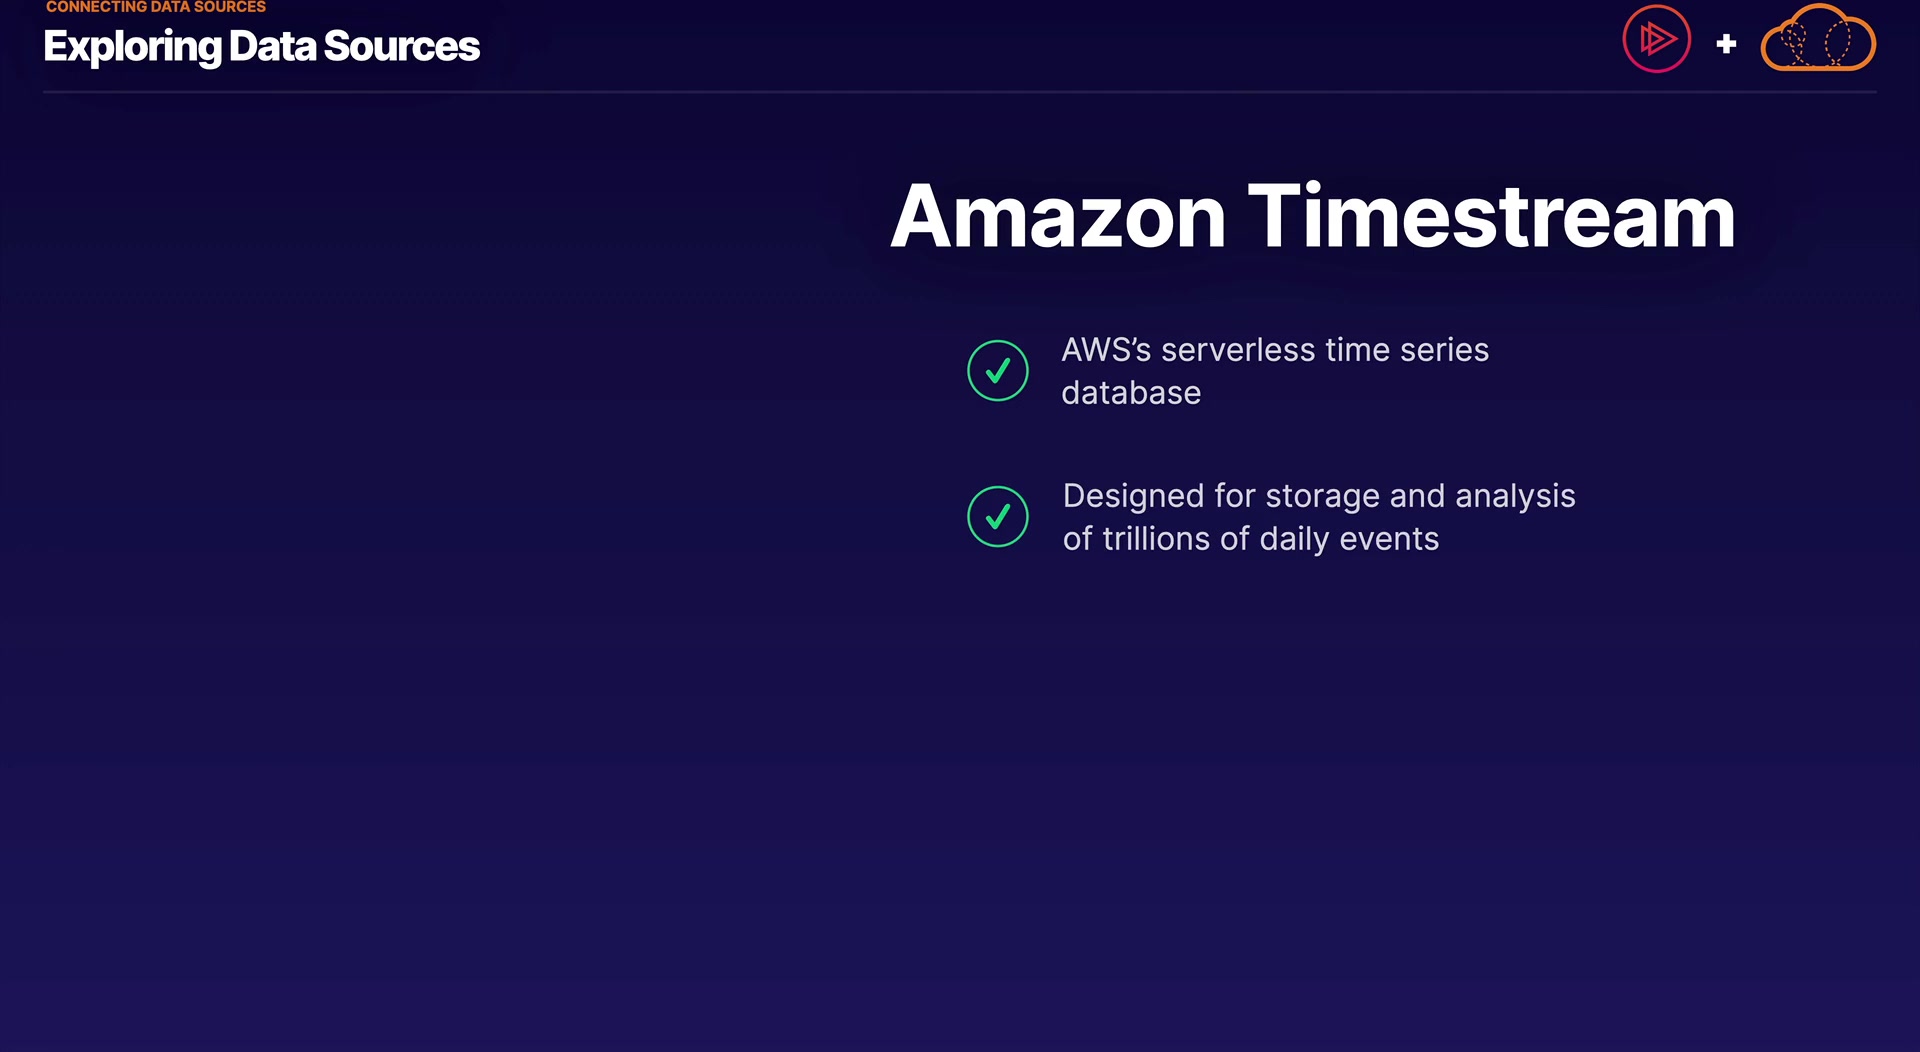 CONNECTING DATA SOURCES
Exploring Data Sources
Amazon Timestream
AWS’s serverless time series
database
Designed for storage and analysis
of trillions of daily events